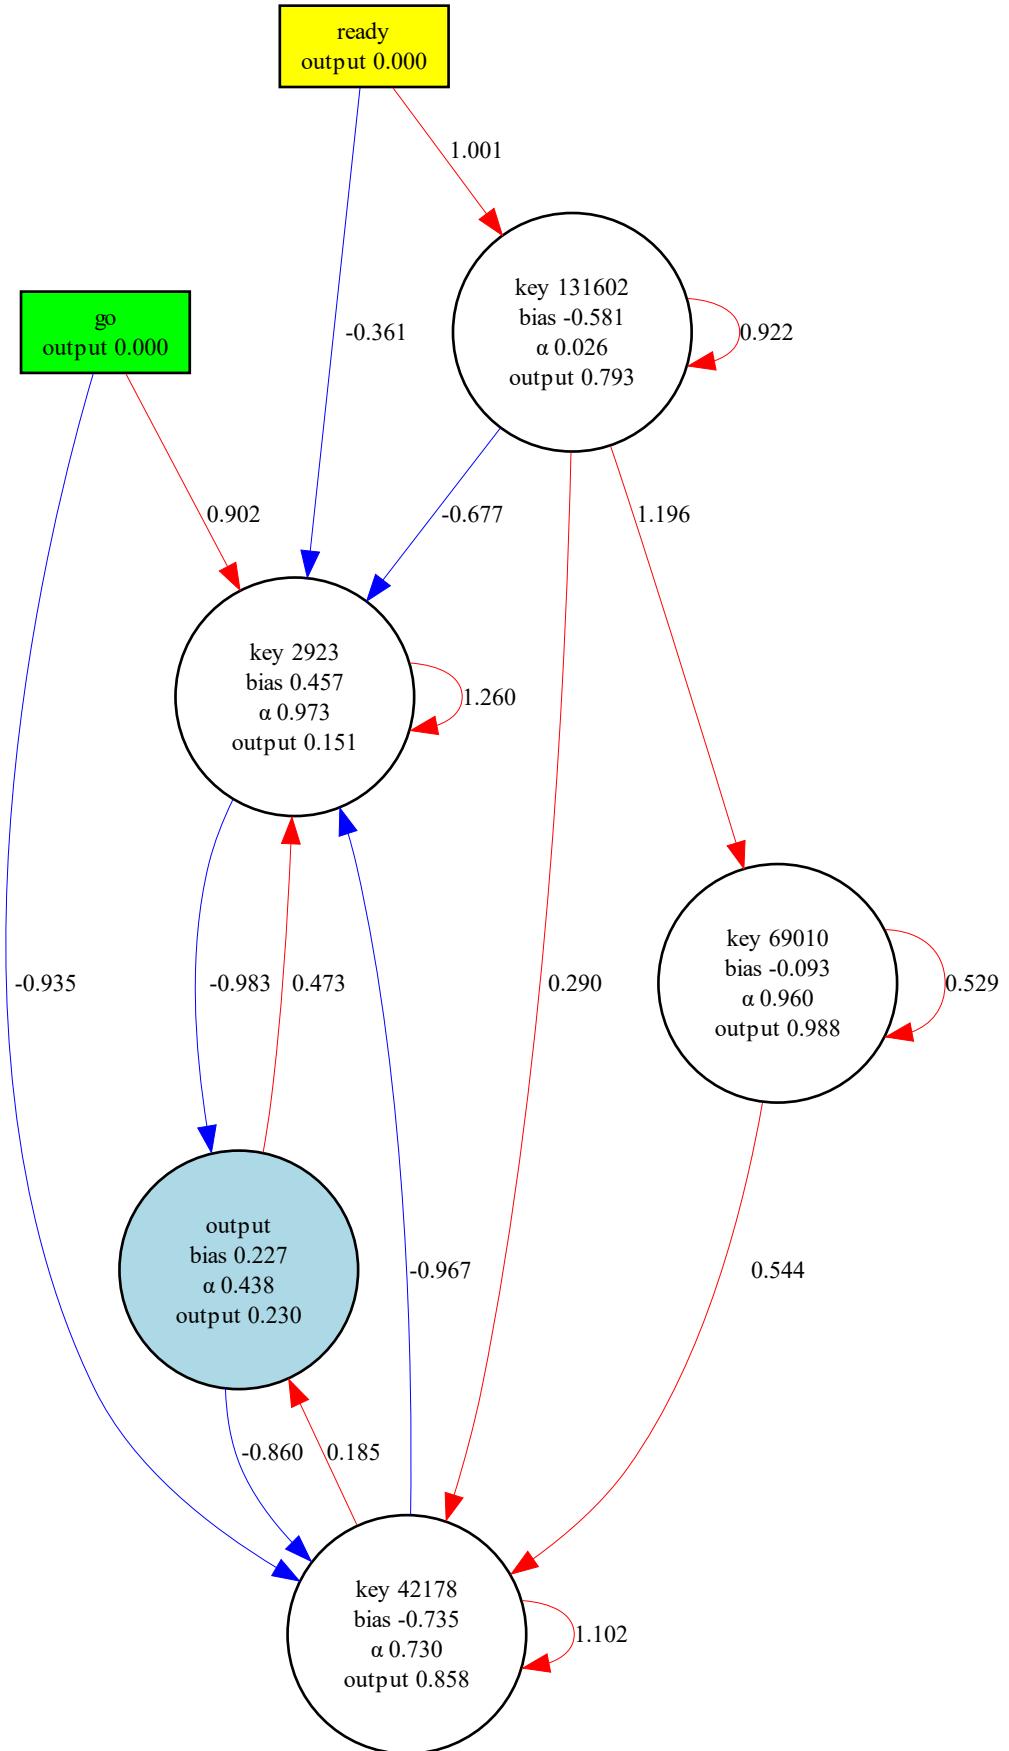 ready
output 0.000
1.001
key 131602
bias -0.581
α 0.026
output 0.793
0.922
go
output 0.000
-0.361
0.902
-0.677
1.196
key 2923
bias 0.457
α 0.973
output 0.151
1.260
-0.935
-0.983
0.473
0.290
key 69010
bias -0.093
α 0.960
output 0.988
0.529
output
bias 0.227
α 0.438
output 0.230
-0.967
0.544
-0.860
0.185
key 42178
bias -0.735
α 0.730
output 0.858
1.102